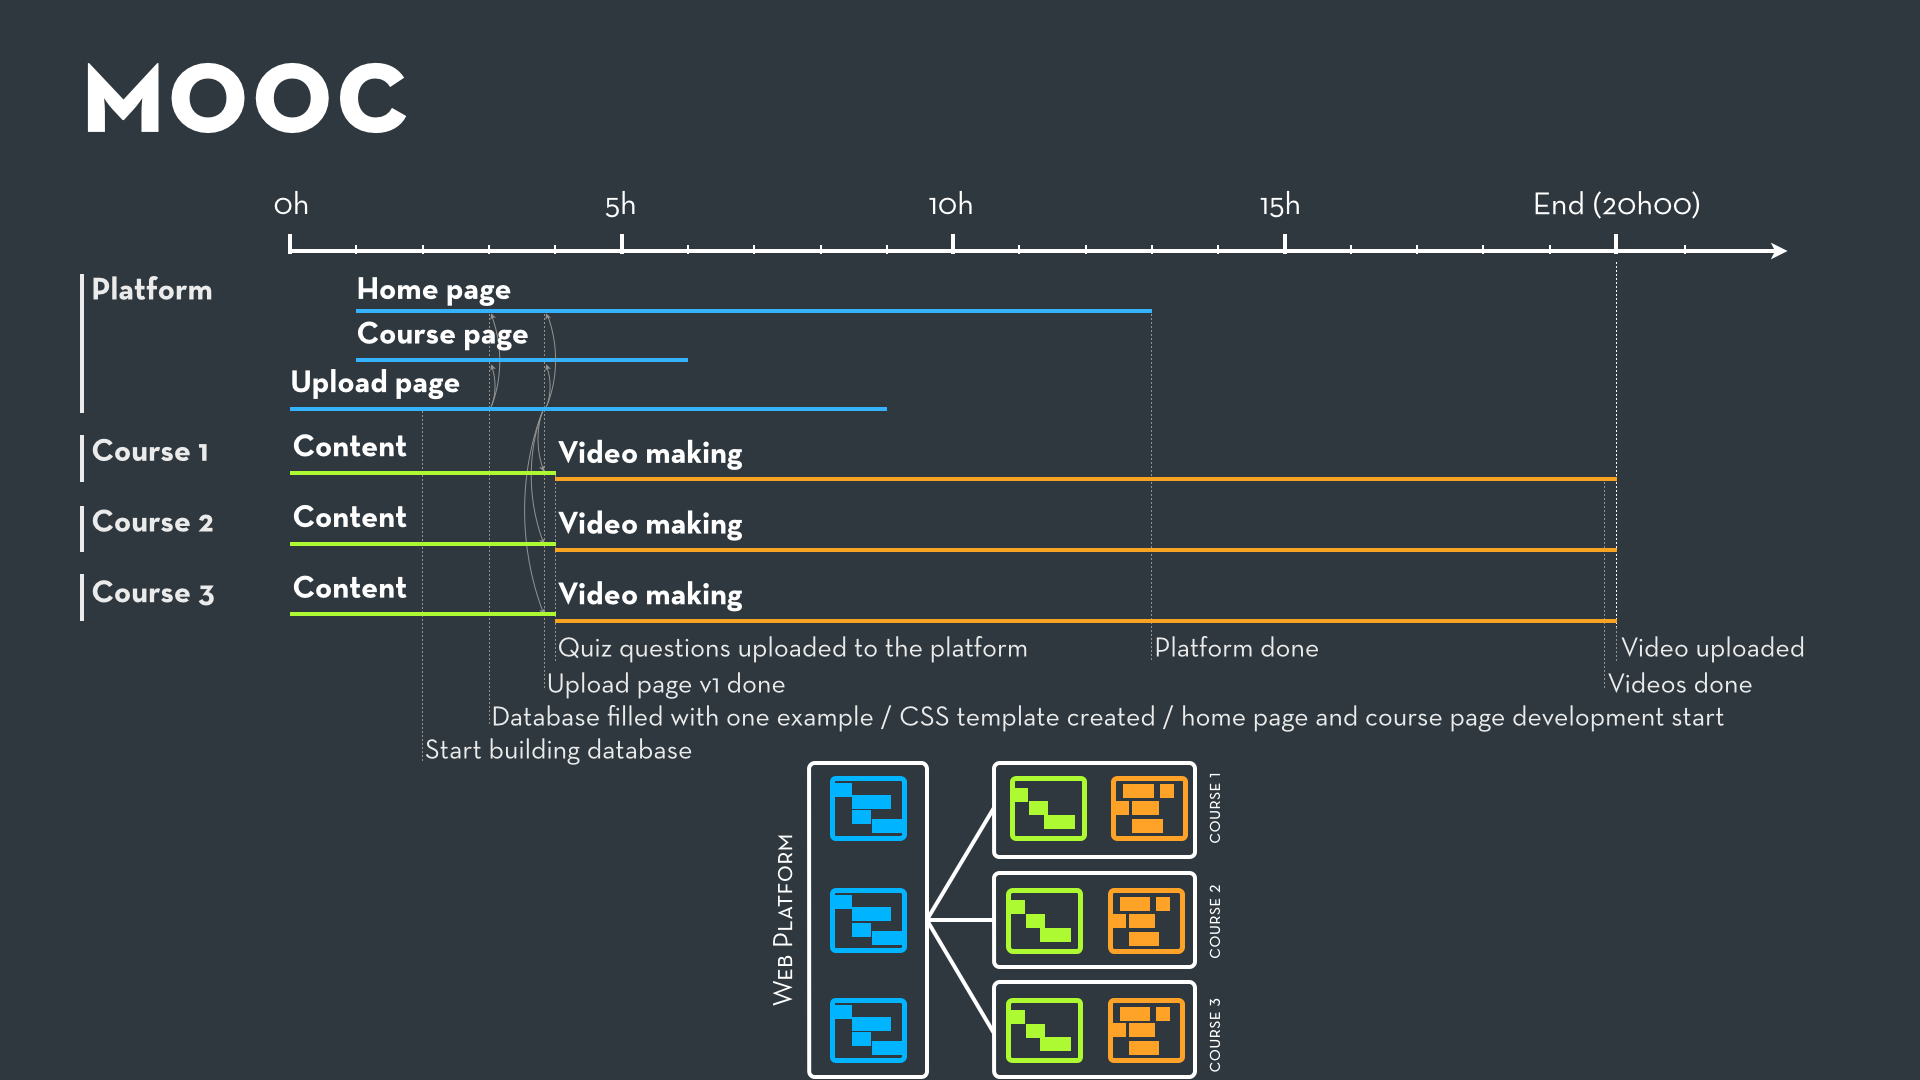 MOOC
0h
5h
10h
15h
End (20h00)
Platform
Home page
Course page
Upload page
Course 1
Content
Video making
Course 2
Content
Video making
Course 3
Content
Video making
Quiz questions uploaded to the platform
Platform done
Video uploaded
Upload page v1 done
Videos done
Database filled with one example / CSS template created / home page and course page development start
Start building database
Web Platform
Course 1
Course 2
Course 3